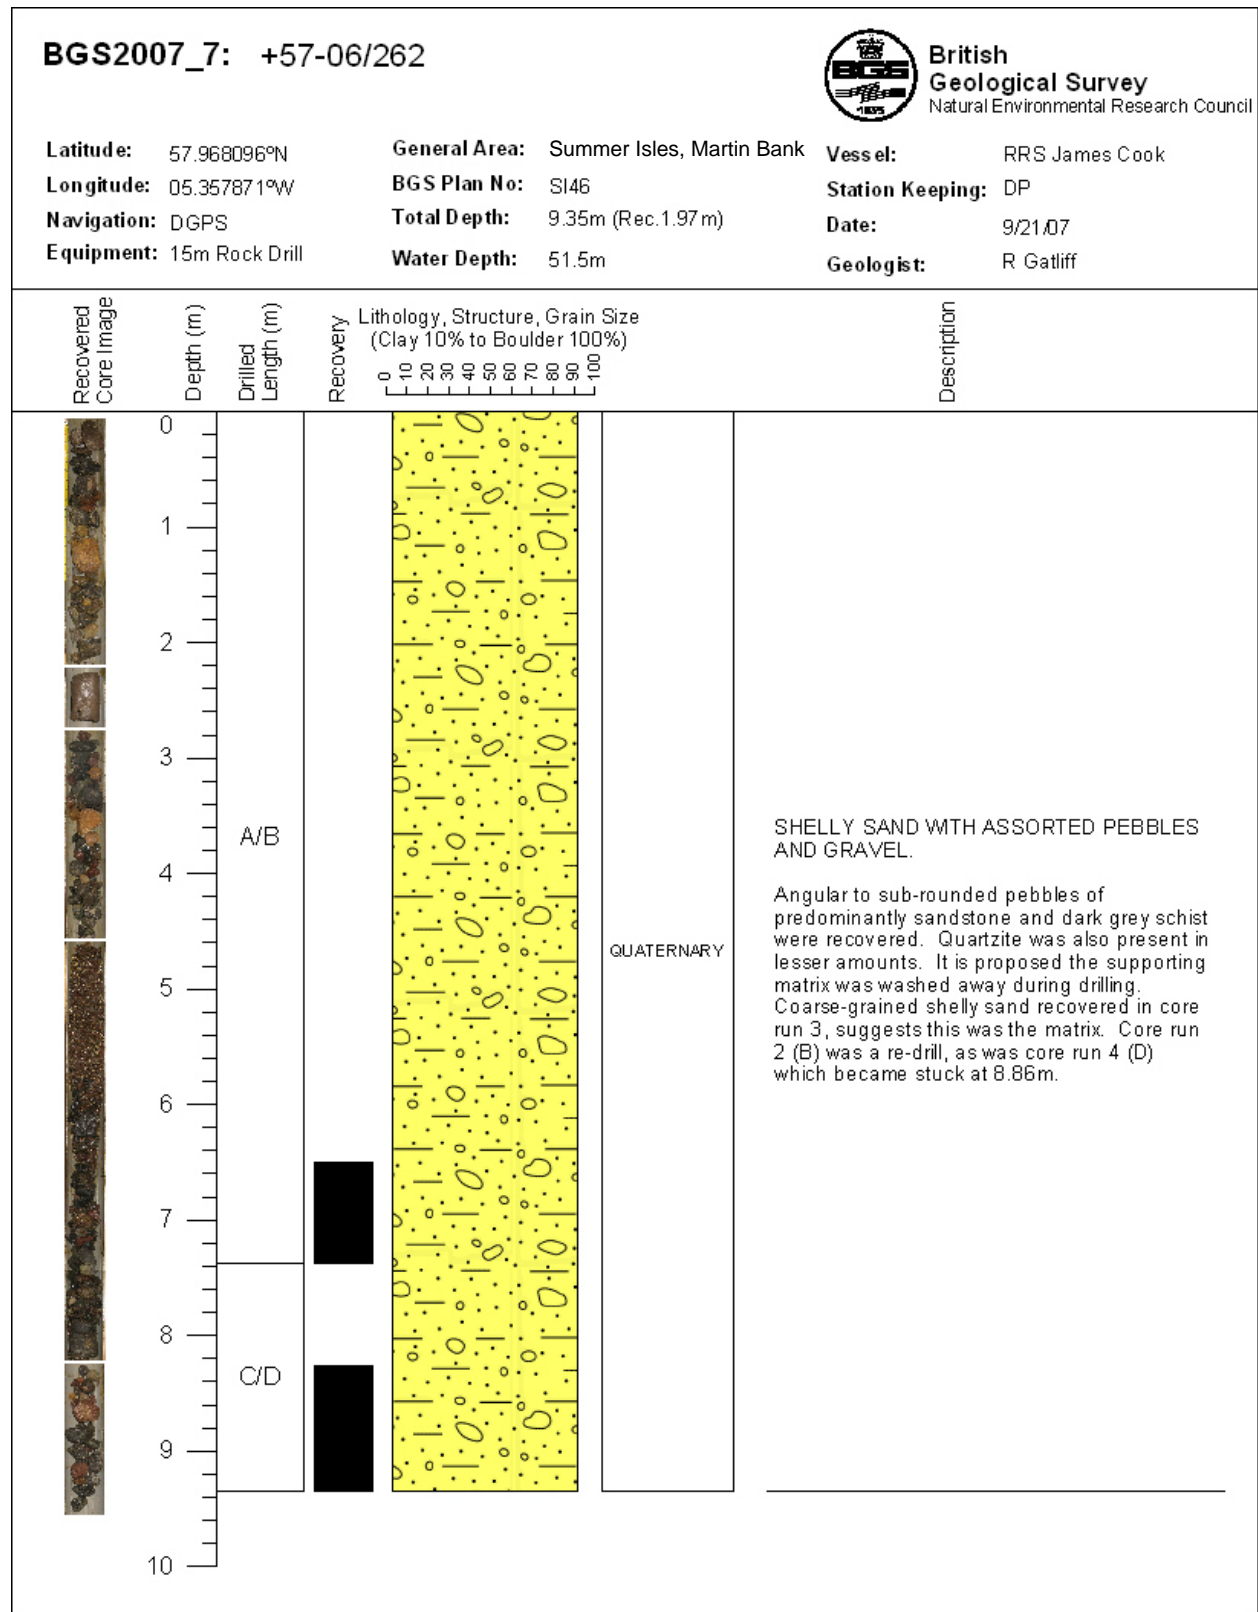 BGS2007_7: +57-06/262
BGS
1835
British
Geological Survey
Natural Environmental Research Council
Latitude: 57.968096ºN
Longitude: 05.357871ºW
Navigation: DGPS
Equipment: 15m Rock Drill
General Area: Summer Isles, Martin Bank
BGS Plan No: SI46
Total Depth: 9.35m (Rec.1.97m)
Water Depth: 51.5m
Vessel: RRS James Cook
Station Keeping: DP
Date: 9/21/07
Geologist: R Gatliff
Recovered
Core Image
Depth (m)
Drilled
Length (m)
Recovery
Lithology, Structure, Grain Size
(Clay 10% to Boulder 100%)
0 10 20 30 40 50 60 70 80 90 100
Description
0
1
2
3
4
5
6
7
8
9
10
A/B
C/D
QUATERNARY
SHELLY SAND WITH ASSORTED PEBBLES
AND GRAVEL.
Angular to sub-rounded pebbles of
predominantly sandstone and dark grey schist
were recovered. Quartzite was also present in
lesser amounts. It is proposed the supporting
matrix was washed away during drilling.
Coarse-grained shelly sand recovered in core
run 3, suggests this was the matrix. Core run
2 (B) was a re-drill, as was core run 4 (D)
which became stuck at 8.86m.